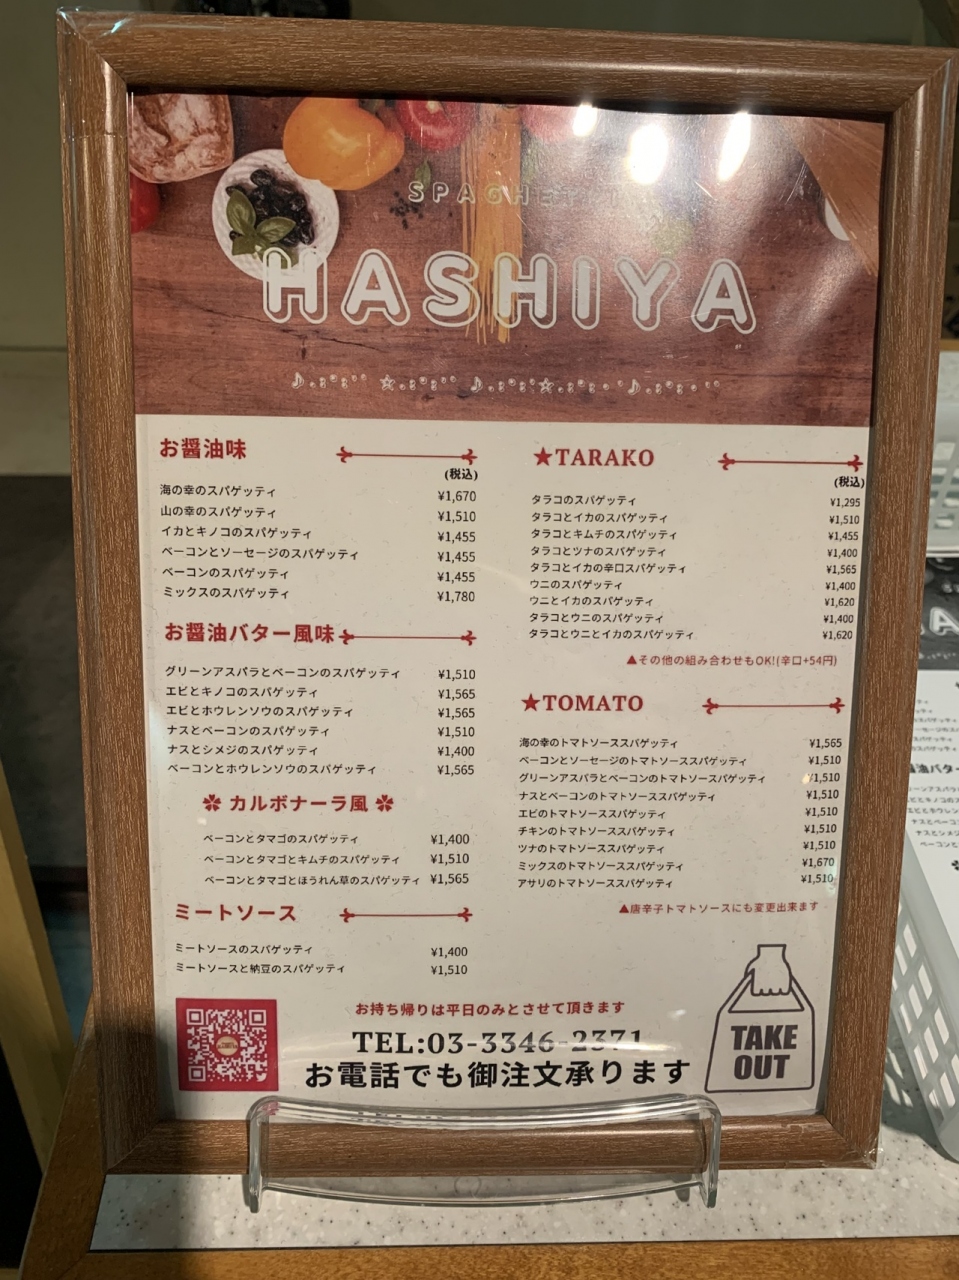 SPAGHETTI
HASHIYA
お醤油味
(税込)
海の幸のスパゲッティ ¥1,670
山の幸のスパゲッティ ¥1,510
イカとキノコのスパゲッティ ¥1,455
ベーコンとソーセージのスパゲッティ ¥1,455
ベーコンのスパゲッティ ¥1,455
ミックスのスパゲッティ ¥1,780
お醤油バター風味
グリーンアスパラとベーコンのスパゲッティ ¥1,510
エビとキノコのスパゲッティ ¥1,565
エビとホウレンソウのスパゲッティ ¥1,565
ナスとベーコンのスパゲッティ ¥1,510
ナスとシメジのスパゲッティ ¥1,400
ベーコンとホウレンソウのスパゲッティ ¥1,565
カルボナーラ風
ベーコンとタマゴのスパゲッティ ¥1,400
ベーコンとタマゴとキムチのスパゲッティ ¥1,510
ベーコンとタマゴとほうれん草のスパゲッティ ¥1,565
ミートソース
ミートソースのスパゲッティ ¥1,400
ミートソースと納豆のスパゲッティ ¥1,510
★TARAKO
(税込)
タラコのスパゲッティ ¥1,295
タラコとイカのスパゲッティ ¥1,510
タラコとキムチのスパゲッティ ¥1,455
タラコとツナのスパゲッティ ¥1,400
タラコとイカの辛口スパゲッティ ¥1,565
ウニのスパゲッティ ¥1,400
ウニとイカのスパゲッティ ¥1,620
タラコとウニのスパゲッティ ¥1,400
タラコとウニとイカのスパゲッティ ¥1,620
▲その他の組み合わせもOK!(辛口+54円)
★TOMATO
海の幸のトマトソーススパゲッティ ¥1,565
ベーコンとソーセージのトマトソーススパゲッティ ¥1,510
グリーンアスパラとベーコンのトマトソーススパゲッティ ¥1,510
ナスとベーコンのトマトソーススパゲッティ ¥1,510
エビのトマトソーススパゲッティ ¥1,510
チキンのトマトソーススパゲッティ ¥1,510
ツナのトマトソーススパゲッティ ¥1,510
ミックスのトマトソーススパゲッティ ¥1,670
アサリのトマトソーススパゲッティ ¥1,510
▲唐辛子トマトソースにも変更出来ます
お持ち帰りは平日のみとさせて頂きます
TEL:03-3346-2371
お電話でも御注文承ります
TAKE
OUT